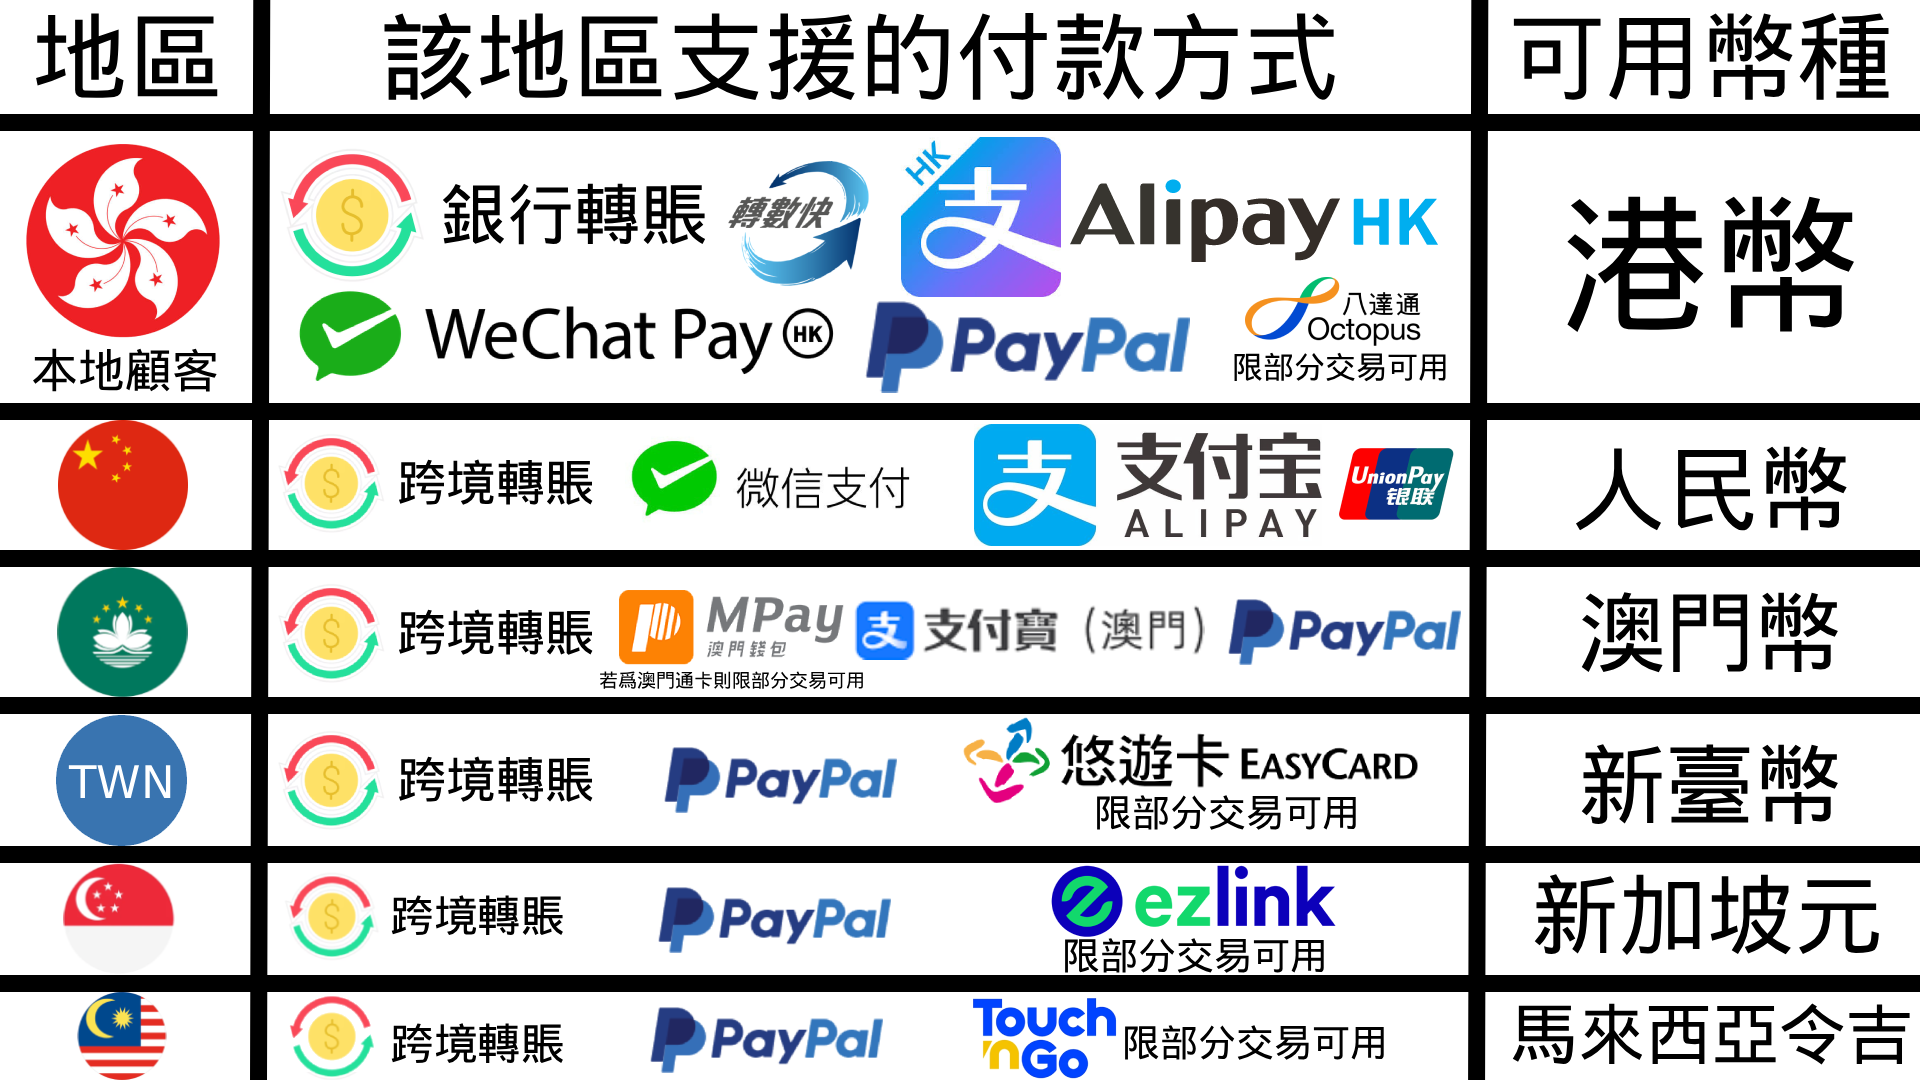 地區 該地區支援的付款方式 可用幣種
銀行轉賬 轉數快 HK 支 Alipay HK
WeChat Pay HK PayPal 八達通 Octopus
限部分交易可用
本地顧客
港幣
跨境轉賬 微信支付 支 支付宝 ALIPAY UnionPay 银联 人民幣
跨境轉賬 MPay 澳門錢包 支 支付寶（澳門） PayPal 澳門幣
若爲澳門通卡則限部分交易可用
TWN 跨境轉賬 PayPal 悠遊卡 EASYCARD 新臺幣
限部分交易可用
跨境轉賬 PayPal ezlink 新加坡元
限部分交易可用
跨境轉賬 PayPal Touch 'n Go 限部分交易可用 馬來西亞令吉